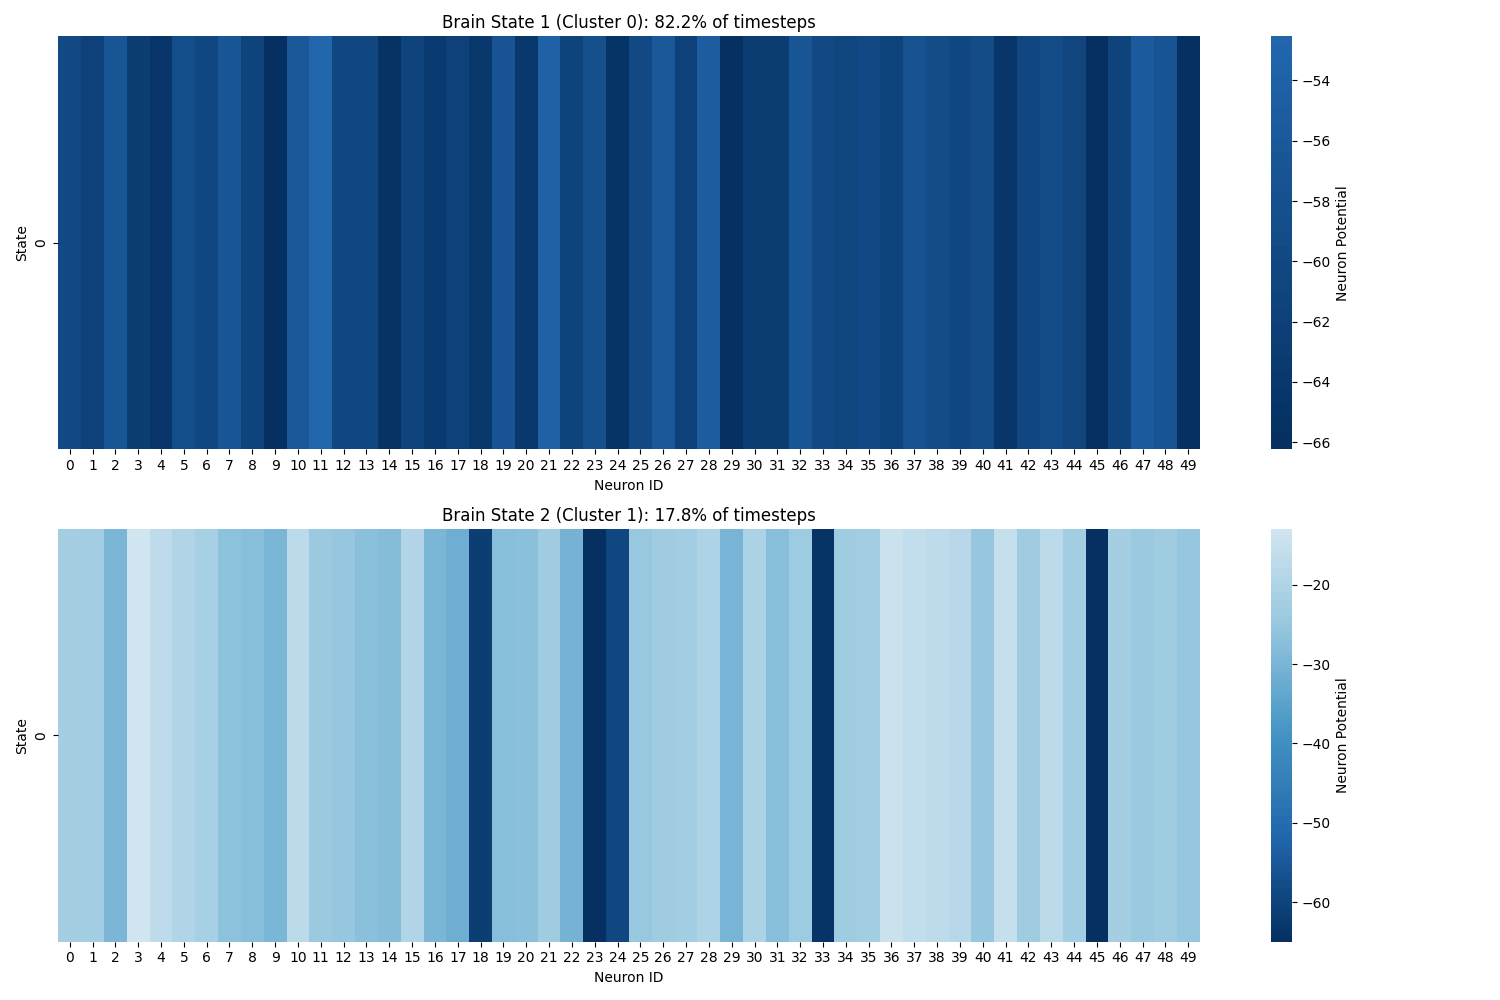 Brain State 1 (Cluster 0): 82.2% of timesteps
State
0
0 1 2 3 4 5 6 7 8 9 10 11 12 13 14 15 16 17 18 19 20 21 22 23 24 25 26 27 28 29 30 31 32 33 34 35 36 37 38 39 40 41 42 43 44 45 46 47 48 49
Neuron ID
−54
−56
−58
−60
−62
−64
−66
Neuron Potential
Brain State 2 (Cluster 1): 17.8% of timesteps
State
0
0 1 2 3 4 5 6 7 8 9 10 11 12 13 14 15 16 17 18 19 20 21 22 23 24 25 26 27 28 29 30 31 32 33 34 35 36 37 38 39 40 41 42 43 44 45 46 47 48 49
Neuron ID
−20
−30
−40
−50
−60
Neuron Potential